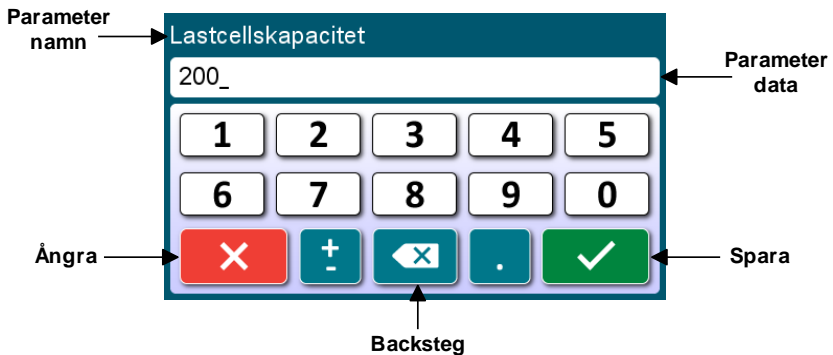 Parameter
namn
Lastcellskapacitet
200_
Parameter
data
1 2 3 4 5
6 7 8 9 0
Ångra
+
-
.
Spara
Backsteg